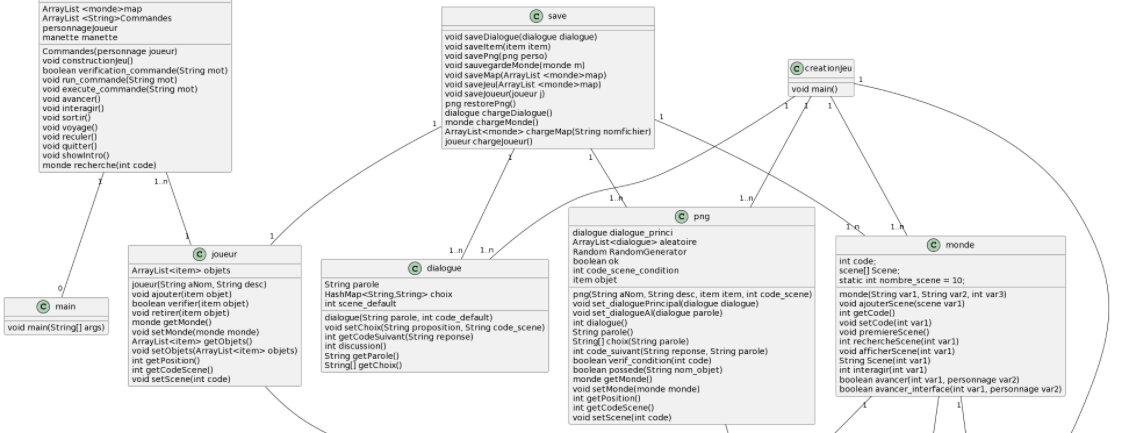 ArrayList <monde>map
ArrayList <String>Commandes
personnageJoueur
manette manette
Commandes(personnage joueur)
void constructionJeu()
boolean verification_commande(String mot)
void run_commande(String mot)
void execute_commande(String mot)
void avancer()
void interagir()
void sortir()
void voyage()
void reculer()
void quitter()
void showIntro()
monde recherche(int code)
C save
void saveDialogue(dialogue dialogue)
void saveItem(item item)
void savePng(png perso)
void sauvegardeMonde(monde m)
void saveMap(ArrayList <monde>map)
void saveJeu(ArrayList <monde>map)
void saveJoueur(joueur j)
png restorePng()
dialogue chargeDialogue()
monde chargeMonde()
ArrayList<monde> chargeMap(String nomfichier)
joueur chargeJoueur()
C creationJeu
void main()
1
1
1
1
1
1
1
1
1
1..n
1
0
1
1..n
1..n
1..n
1..n
1..n
1..n
C main
void main(String[] args)
C joueur
ArrayList<item> objets
joueur(String aNom, String desc)
void ajouter(item objet)
boolean verifier(item objet)
void retirer(item objet)
monde getMonde()
void setMonde(monde monde)
ArrayList<item> getObjets()
void setObjets(ArrayList<item> objets)
int getPosition()
int getCodeScene()
void setScene(int code)
C dialogue
String parole
HashMap<String,String> choix
int scene_default
dialogue(String parole, int code_default)
void setChoix(String proposition, String code_scene)
int getCodeSuivant(String reponse)
int discussion()
String getParole()
String[] getChoix()
C png
dialogue dialogue_princi
ArrayList<dialogue> aleatoire
Random RandomGenerator
boolean ok
int code_scene_condition
item objet
png(String aNom, String desc, item item, int code_scene)
void set_dialoguePrincipal(dialogue dialogue)
void set_dialogueAl(dialogue parole)
int dialogue()
String parole()
String[] choix(String parole)
int code_suivant(String reponse, String parole)
boolean verif_condition(int code)
boolean possede(String nom_objet)
monde getMonde()
void setMonde(monde monde)
int getPosition()
int getCodeScene()
void setScene(int code)
C monde
int code;
scene[] Scene;
static int nombre_scene = 10;
monde(String var1, String var2, int var3)
void ajouterScene(scene var1)
int getCode()
void setCode(int var1)
void premiereScene()
int rechercheScene(int var1)
void afficherScene(int var1)
String Scene(int var1)
int interagir(int var1)
boolean avancer(int var1, personnage var2)
boolean avancer_interface(int var1, personnage var2)
1
1